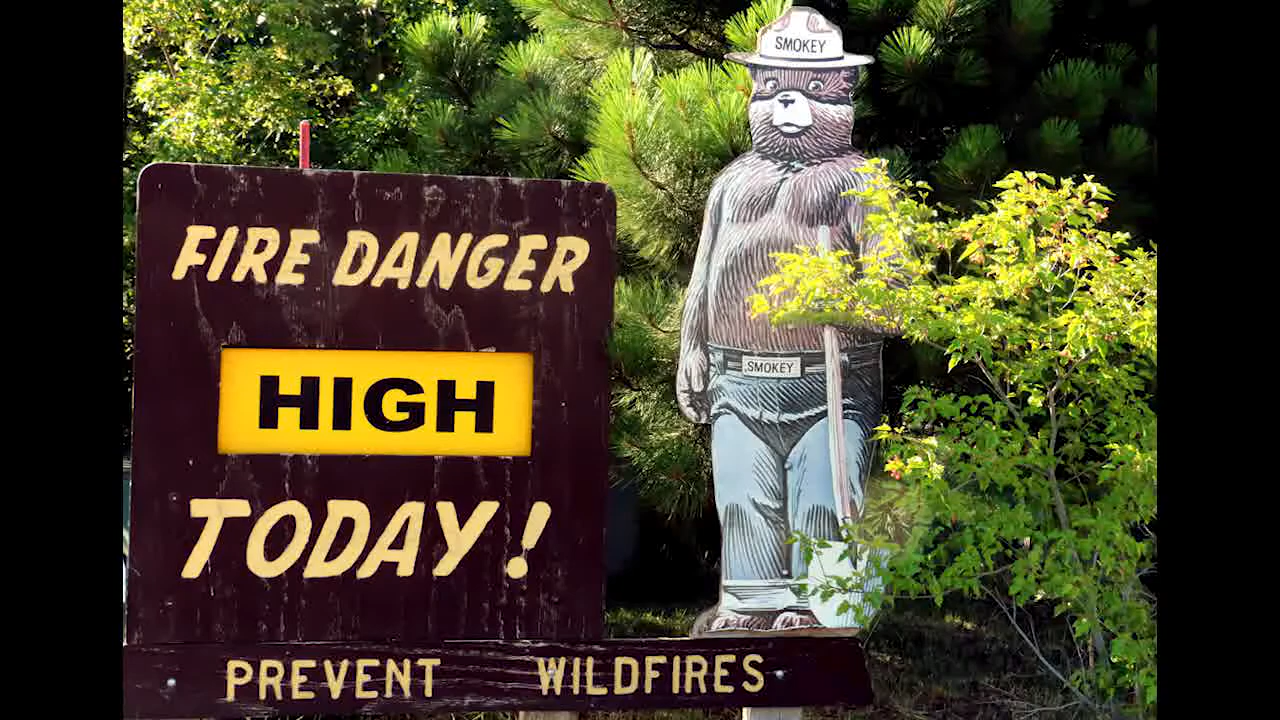 SMOKEY
FIRE DANGER
HIGH
SMOKEY
TODAY!
PREVENT WILDFIRES